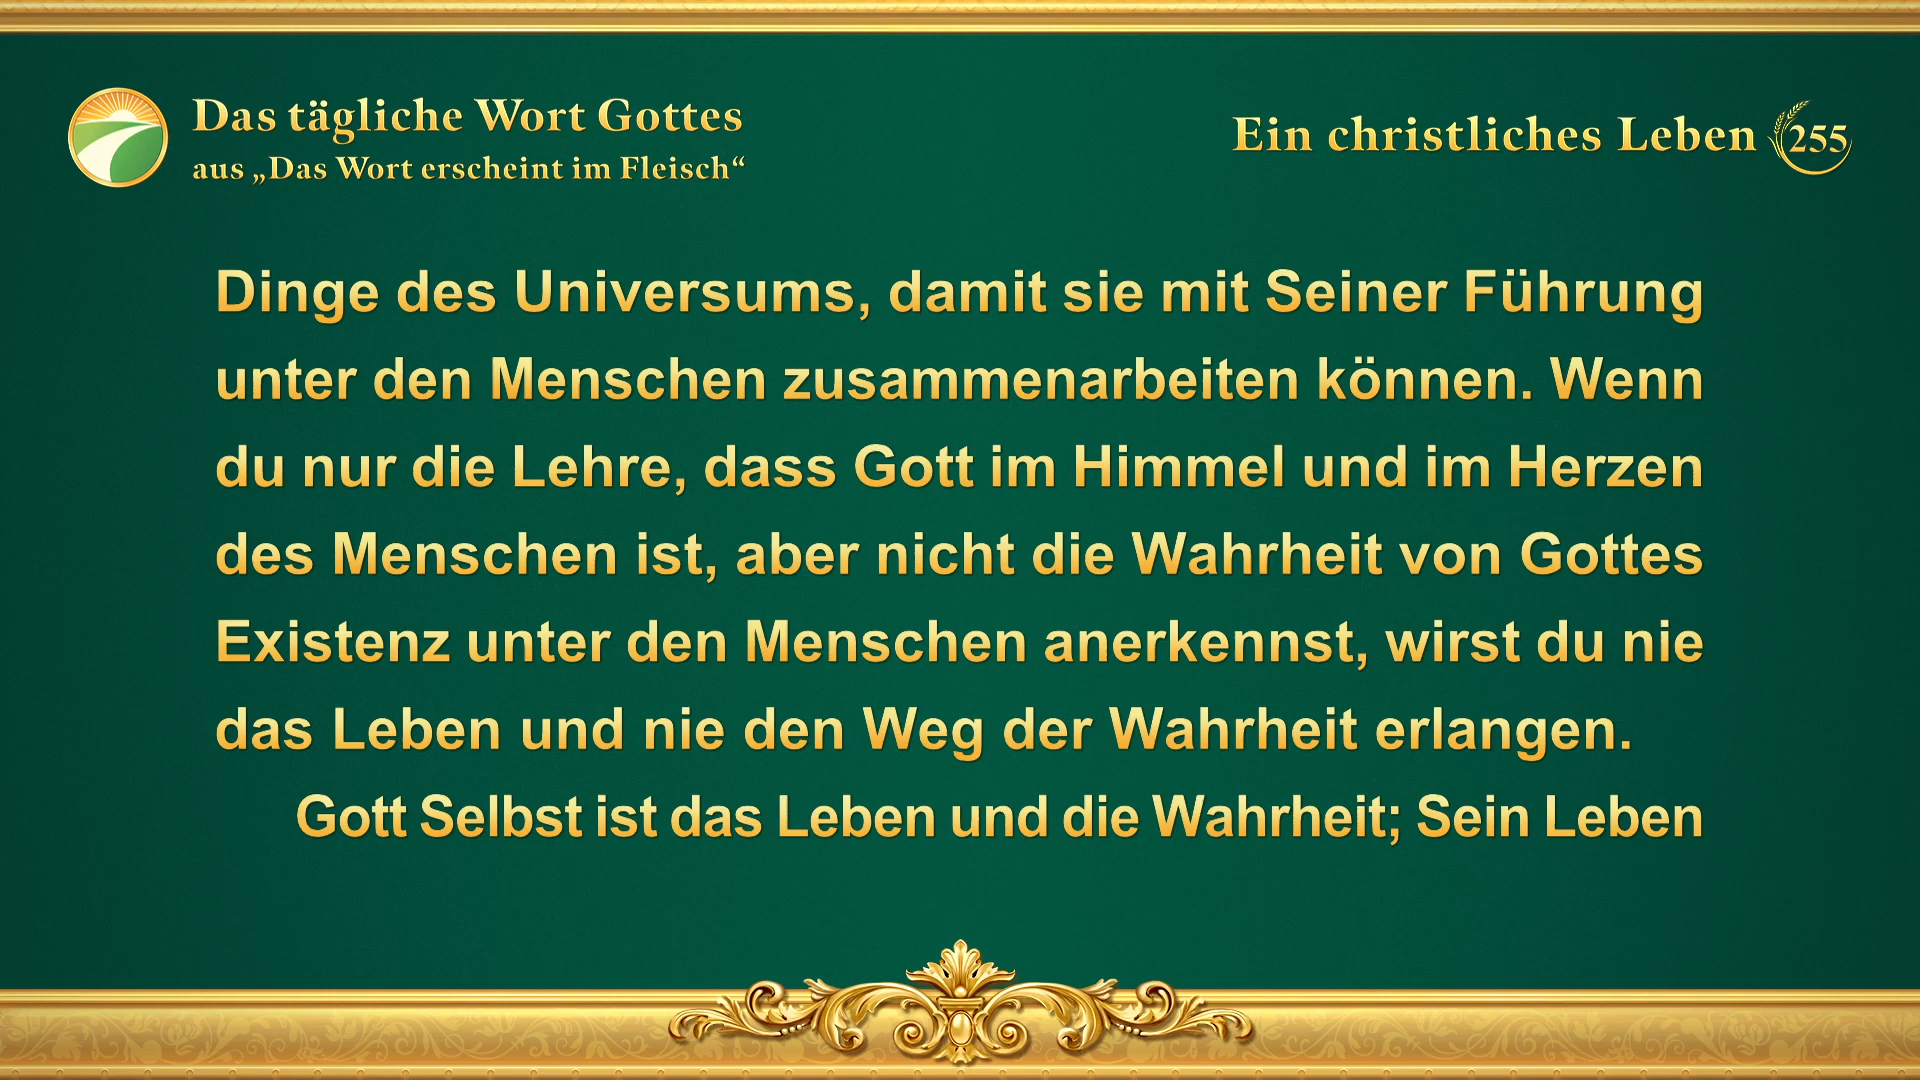 Das tägliche Wort Gottes
aus „Das Wort erscheint im Fleisch“
Ein christliches Leben 255
Dinge des Universums, damit sie mit Seiner Führung
unter den Menschen zusammenarbeiten können. Wenn
du nur die Lehre, dass Gott im Himmel und im Herzen
des Menschen ist, aber nicht die Wahrheit von Gottes
Existenz unter den Menschen anerkennst, wirst du nie
das Leben und nie den Weg der Wahrheit erlangen.
Gott Selbst ist das Leben und die Wahrheit; Sein Leben